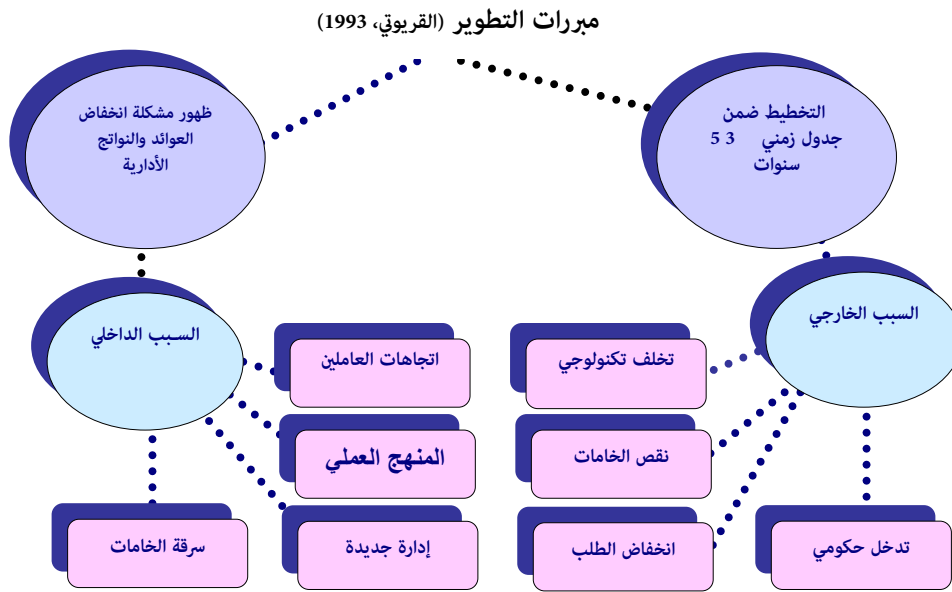 مبررات التطوير (القريوتي، 1993)
التخطيط ضمن
جدول زمني 3 5
سنوات
ظهور مشكلة انخفاض
العوائد والنواتج
الأدارية
السبب الخارجي
السبب الداخلي
تخلف تكنولوجي
اتجاهات العاملين
نقص الخامات
المنهج العملي
تدخل حكومي
انخفاض الطلب
إدارة جديدة
سرقة الخامات